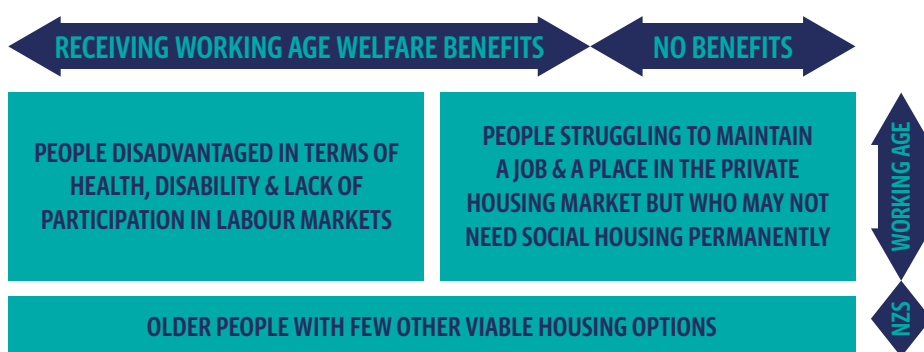 RECEIVING WORKING AGE WELFARE BENEFITS
NO BENEFITS
PEOPLE DISADVANTAGED IN TERMS OF
HEALTH, DISABILITY & LACK OF
PARTICIPATION IN LABOUR MARKETS
PEOPLE STRUGGLING TO MAINTAIN
A JOB & A PLACE IN THE PRIVATE
HOUSING MARKET BUT WHO MAY NOT
NEED SOCIAL HOUSING PERMANENTLY
WORKING AGE
OLDER PEOPLE WITH FEW OTHER VIABLE HOUSING OPTIONS
NZS